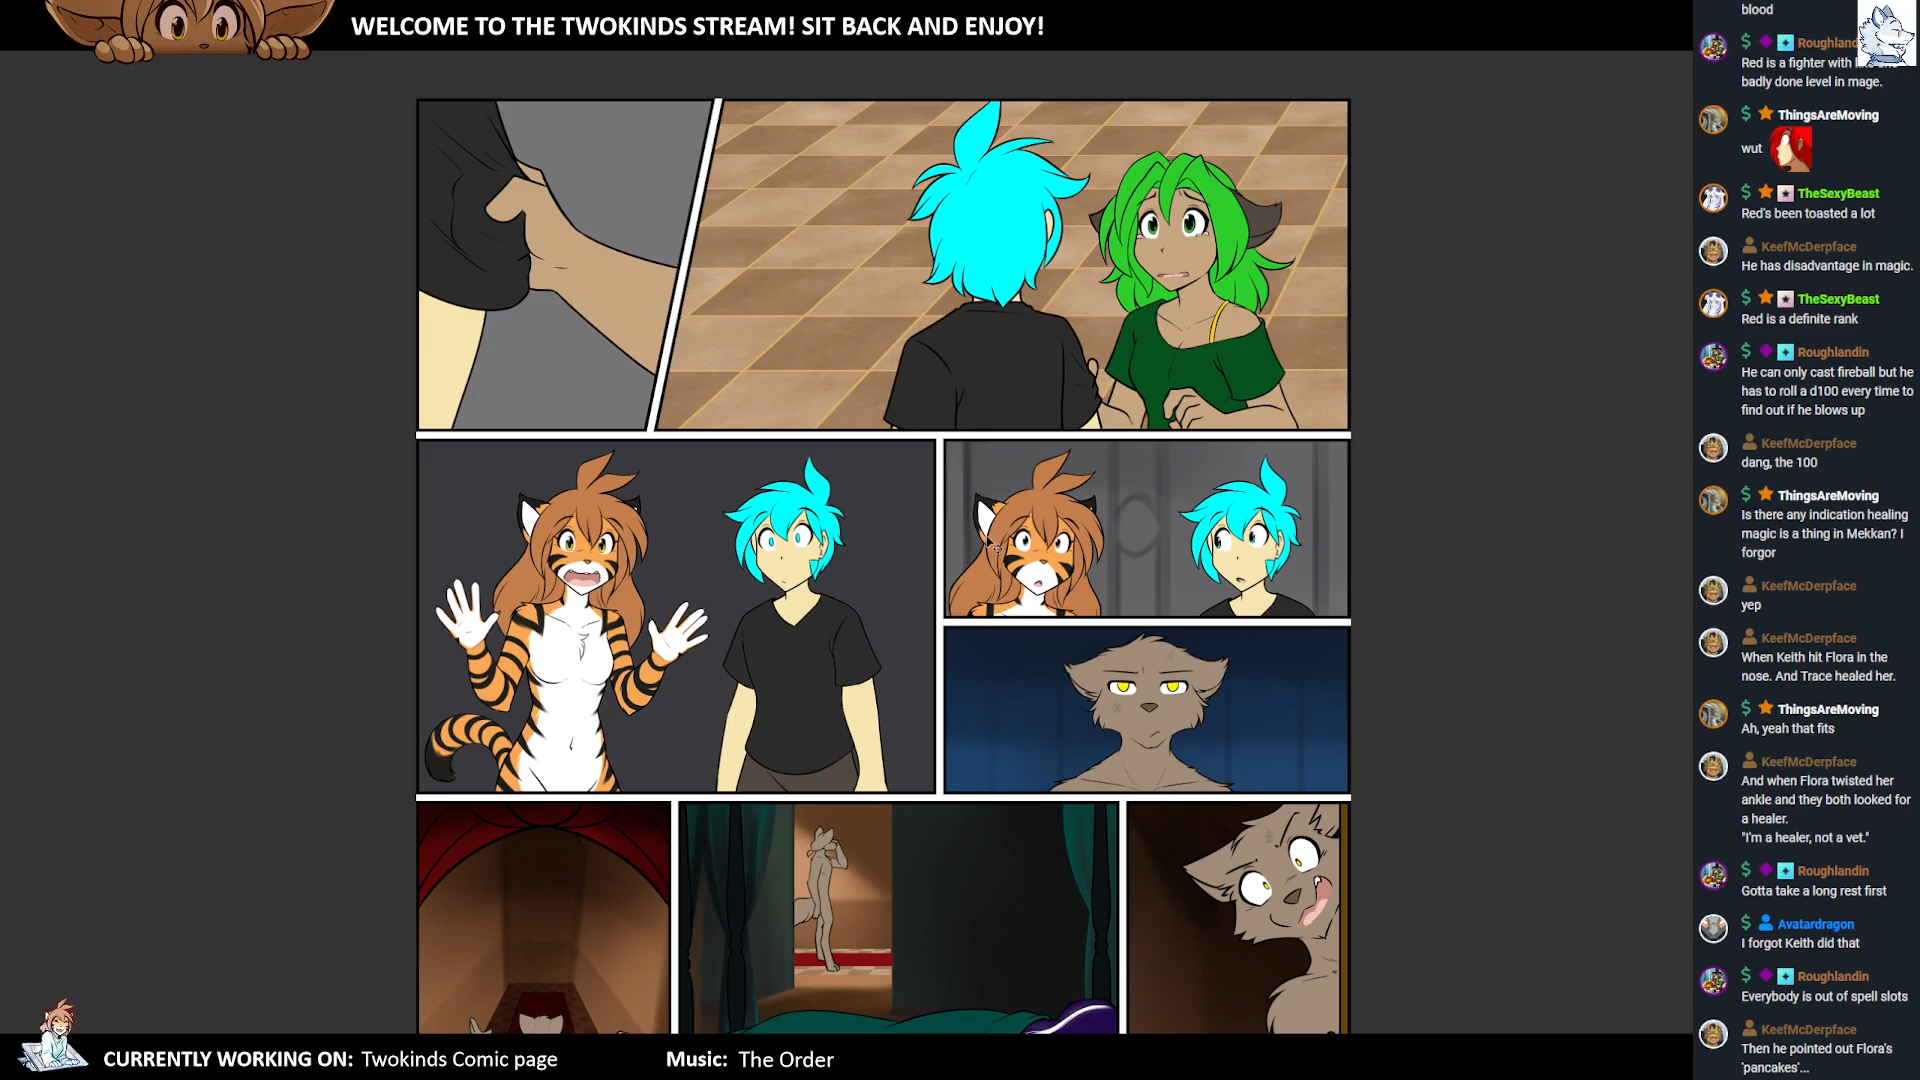 WELCOME TO THE TWOKINDS STREAM! SIT BACK AND ENJOY!
blood
Red is a fighter with
badly done level in mage.
ThingsAreMoving
wut
TheSexyBeast
Red's been toasted a lot
KeefMcDerpface
He has disadvantage in magic.
TheSexyBeast
Red is a definite rank
Roughlandin
He can only cast fireball but he
has to roll a d100 every time to
find out if he blows up
KeefMcDerpface
dang, the 100
ThingsAreMoving
Is there any indication healing
magic is a thing in Mekkan? I
forgor
KeefMcDerpface
yep
KeefMcDerpface
When Keith hit Flora in the
nose. And Trace healed her.
ThingsAreMoving
Ah, yeah that fits
KeefMcDerpface
And when Flora twisted her
ankle and they both looked for
a healer.
"I'm a healer, not a vet."
Roughlandin
Gotta take a long rest first
Avatardragon
I forgot Keith did that
Roughlandin
Everybody is out of spell slots
KeefMcDerpface
Then he pointed out Flora's
'pancakes'...
CURRENTLY WORKING ON: Twokinds Comic page
Music: The Order